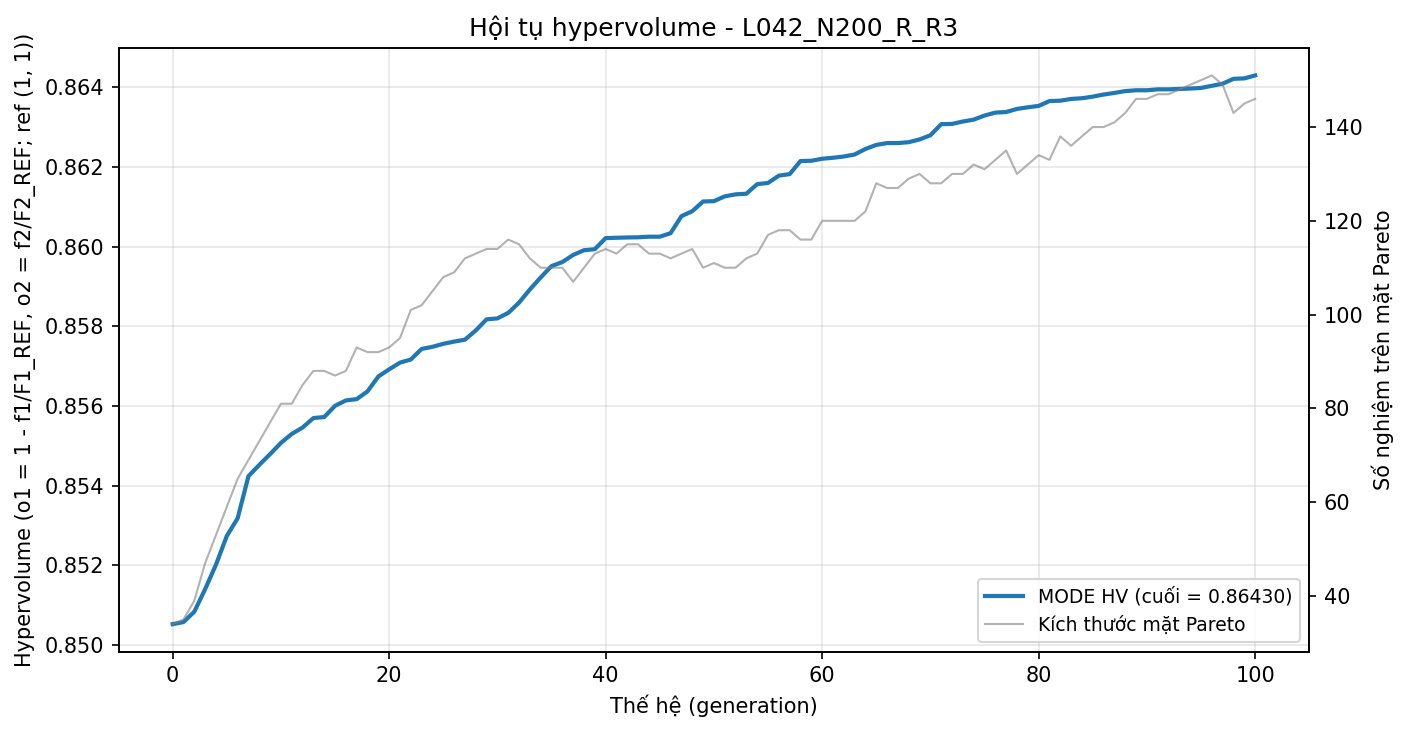 Hội tụ hypervolume - L042_N200_R_R3
Hypervolume (o1 = 1 - f1/F1_REF, o2 = f2/F2_REF; ref (1, 1))
0.864
0.862
0.860
0.858
0.856
0.854
0.852
0.850
140
120
100
80
60
40
Số nghiệm trên mặt Pareto
MODE HV (cuối = 0.86430)
Kích thước mặt Pareto
0 20 40 60 80 100
Thế hệ (generation)